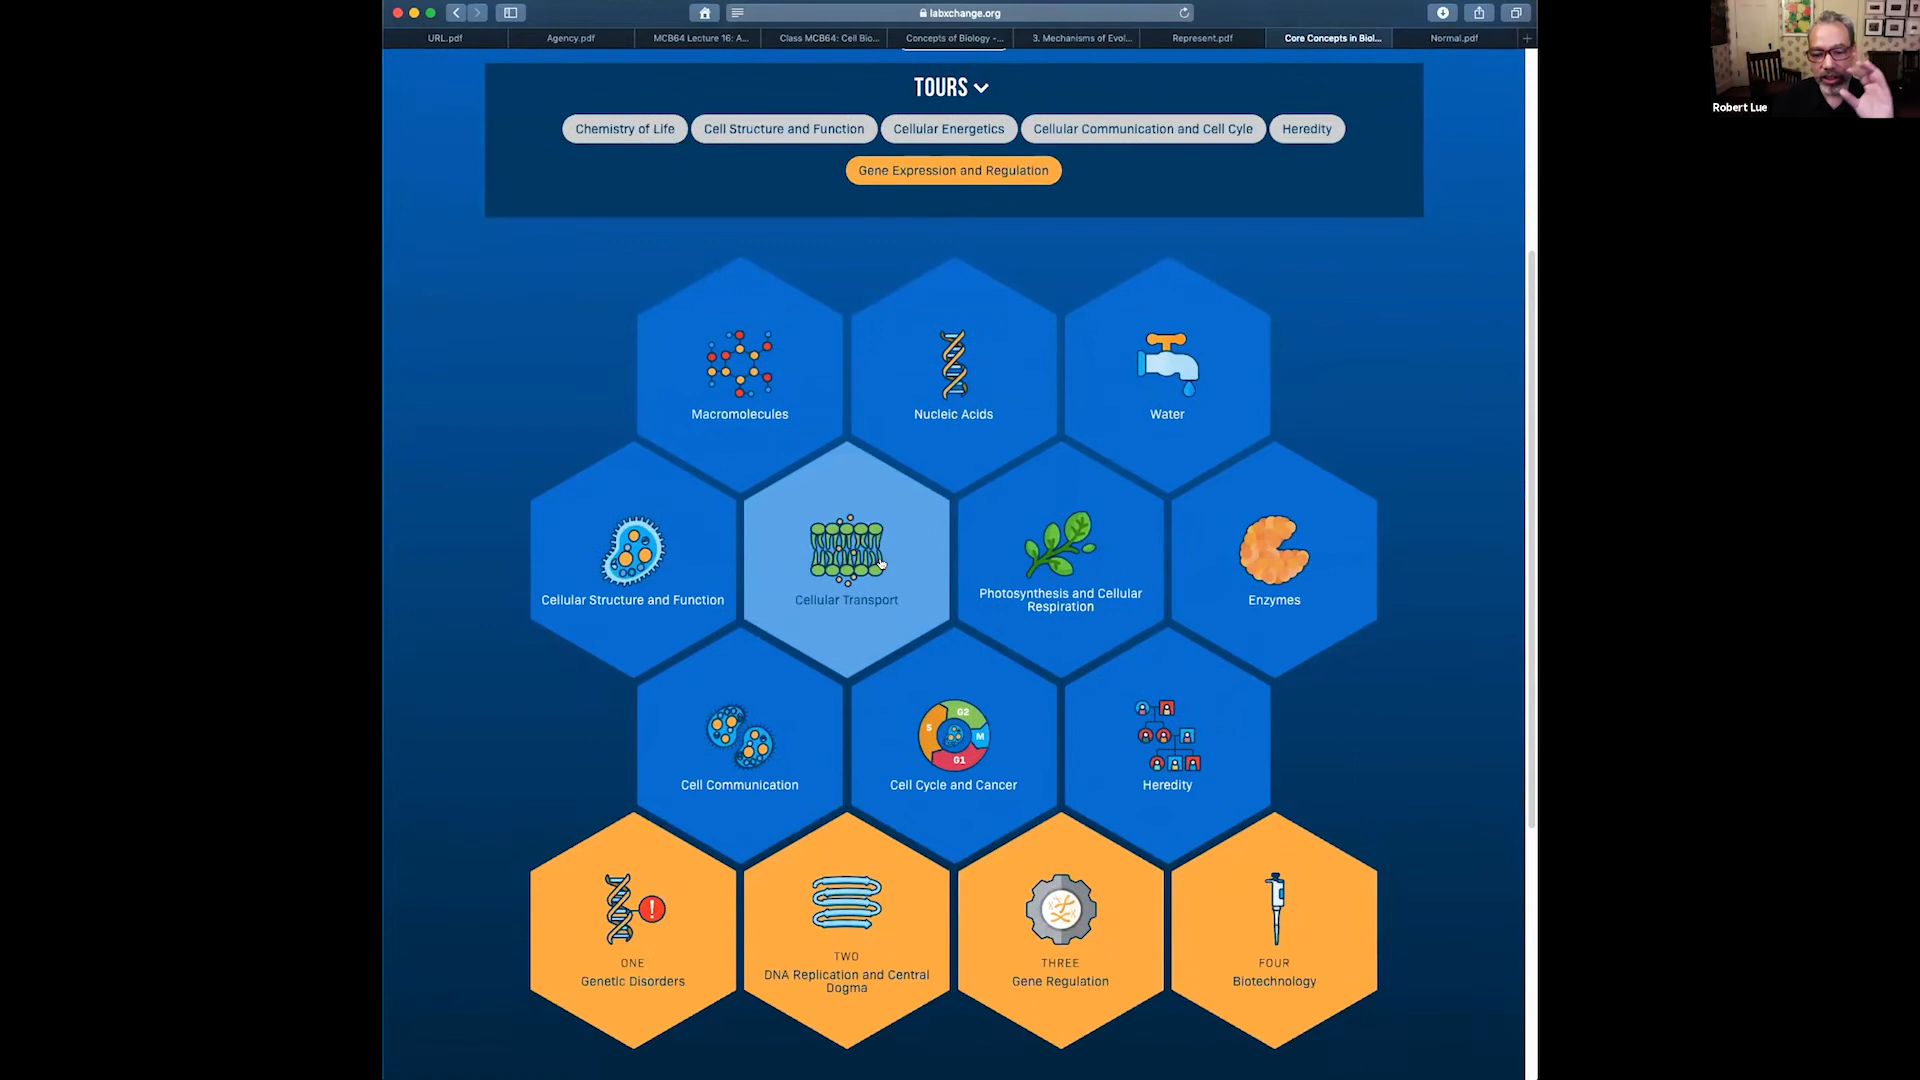 labxchange.org
URL.pdf
Agency.pdf
MCB64 Lecture 16: A...
Class MCB64: Cell Bio...
Concepts of Biology -...
3. Mechanisms of Evol...
Represent.pdf
Core Concepts in Biol...
Normal.pdf
Robert Lue
TOURS
Chemistry of Life
Cell Structure and Function
Cellular Energetics
Cellular Communication and Cell Cyle
Heredity
Gene Expression and Regulation
Macromolecules
Nucleic Acids
Water
Cellular Structure and Function
Cellular Transport
Photosynthesis and Cellular
Respiration
Enzymes
G2
S
M
G1
Cell Communication
Cell Cycle and Cancer
Heredity
!
ONE
Genetic Disorders
TWO
DNA Replication and Central
Dogma
THREE
Gene Regulation
FOUR
Biotechnology